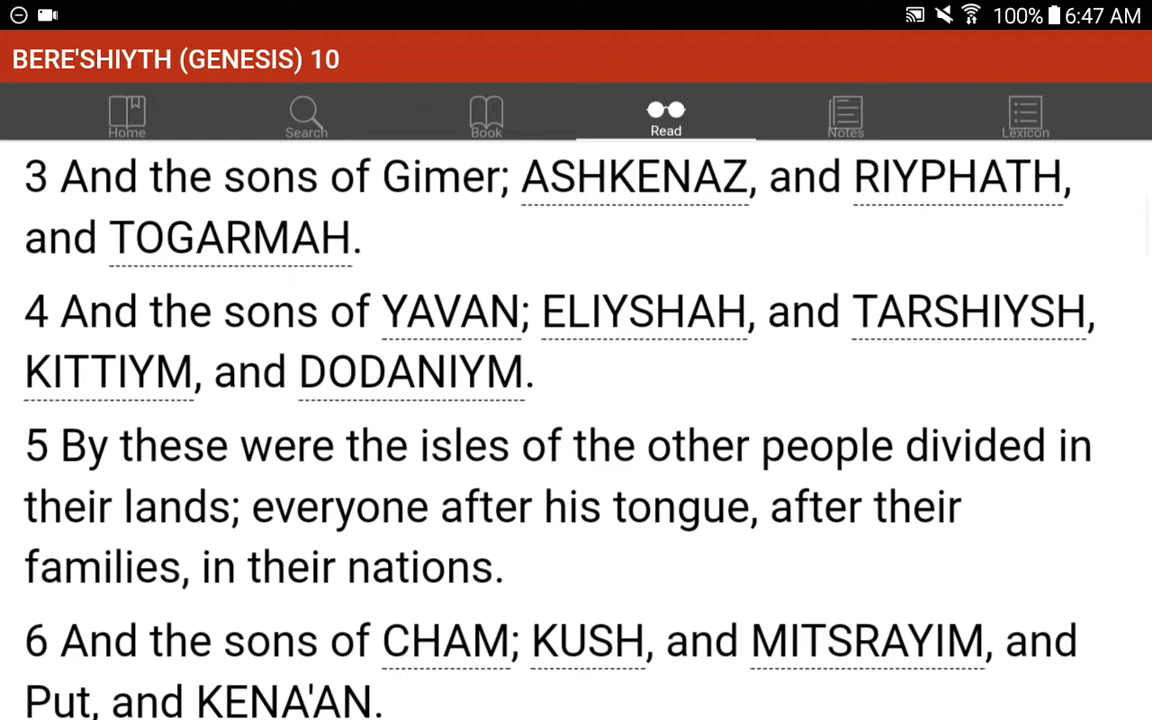 100% 6:47 AM
BERE'SHIYTH (GENESIS) 10
Home Search Book Read Notes Lexicon
3 And the sons of Gimer; ASHKENAZ, and RIYPHATH,
and TOGARMAH.
4 And the sons of YAVAN; ELIYSHAH, and TARSHIYSH,
KITTIYM, and DODANIYM.
5 By these were the isles of the other people divided in
their lands; everyone after his tongue, after their
families, in their nations.
6 And the sons of CHAM; KUSH, and MITSRAYIM, and
Put, and KENA'AN.